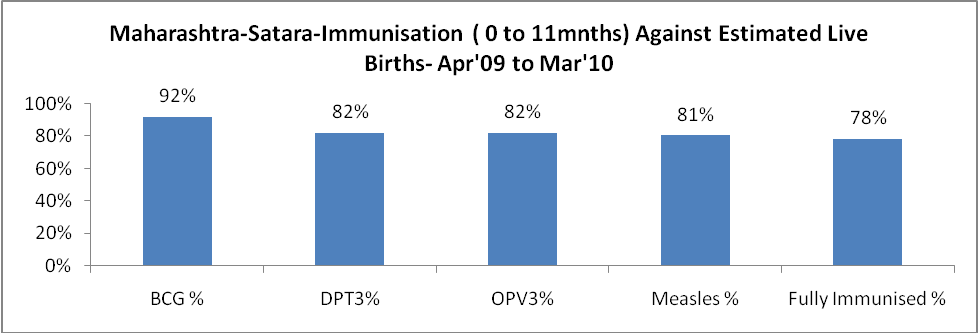 Maharashtra-Satara-Immunisation ( 0 to 11mnths) Against Estimated Live
Births- Apr'09 to Mar'10
92%
82%
82%
81%
78%
100%
80%
60%
40%
20%
0%
BCG %
DPT3%
OPV3%
Measles %
Fully Immunised %